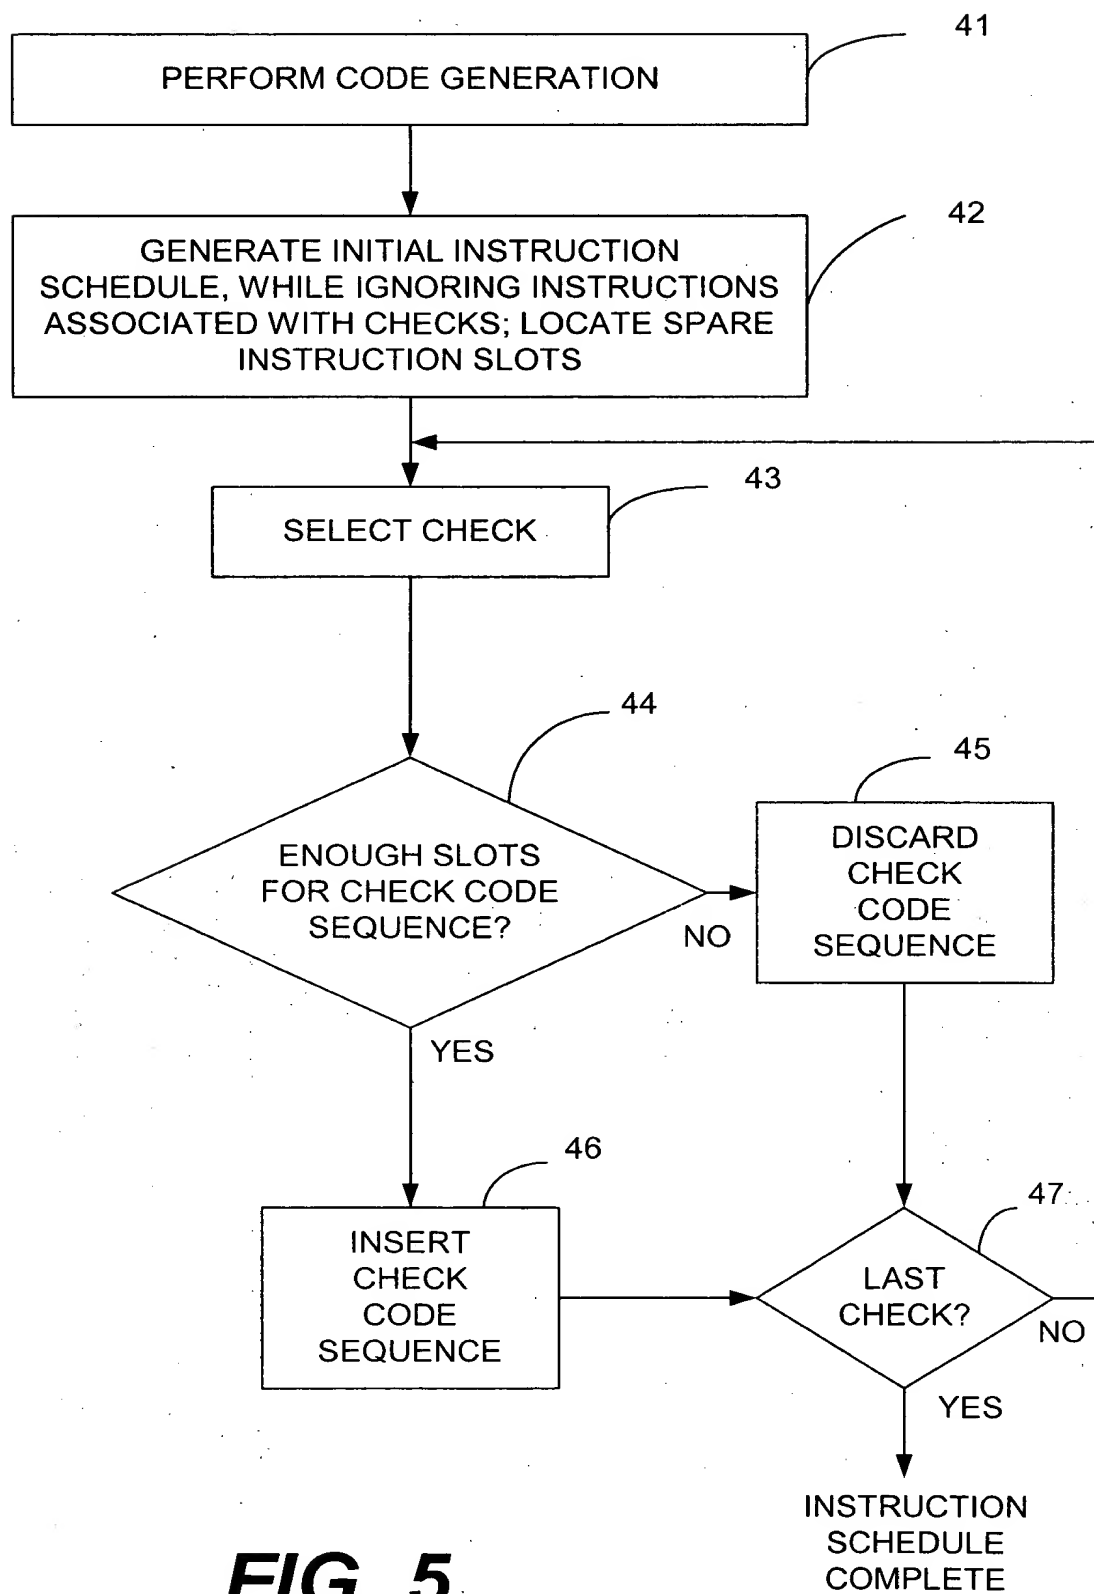 41
PERFORM CODE GENERATION
42
GENERATE INITIAL INSTRUCTION
SCHEDULE, WHILE IGNORING INSTRUCTIONS
ASSOCIATED WITH CHECKS; LOCATE SPARE
INSTRUCTION SLOTS
43
SELECT CHECK
44
ENOUGH SLOTS
FOR CHECK CODE
SEQUENCE?
NO
YES
45
DISCARD
CHECK
CODE
SEQUENCE
46
INSERT
CHECK
CODE
SEQUENCE
47
LAST
CHECK?
NO
YES
INSTRUCTION
SCHEDULE
COMPLETE
FIG. 5